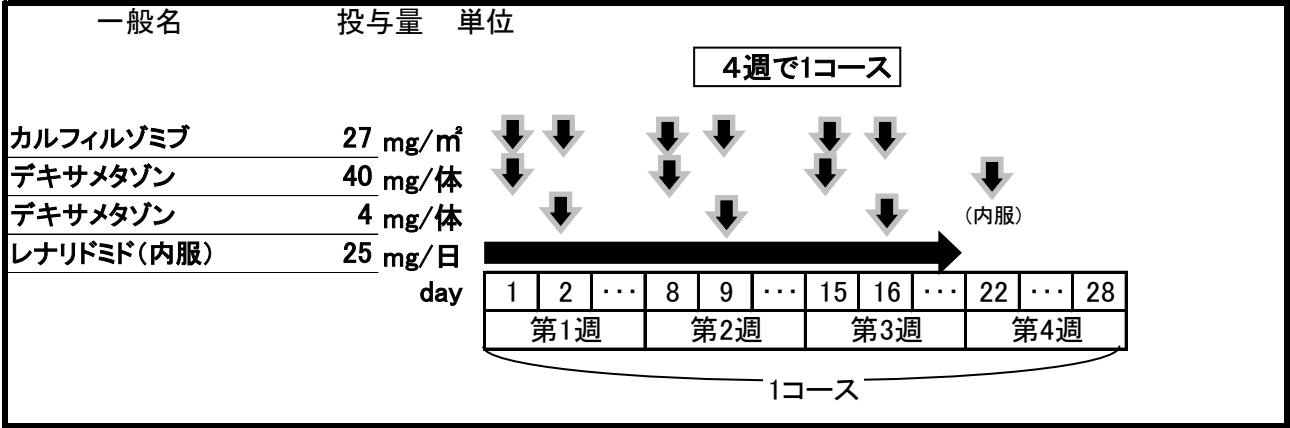 一般名 投与量 単位
4週で1コース
カルフィルゾミブ 27 mg/㎡
デキサメタゾン 40 mg/体
デキサメタゾン 4 mg/体
(内服)
レナリドミド(内服) 25 mg/日
day 1 2 ･･･ 8 9 ･･･ 15 16 ･･･ 22 ･･･ 28
第1週 第2週 第3週 第4週
1コース